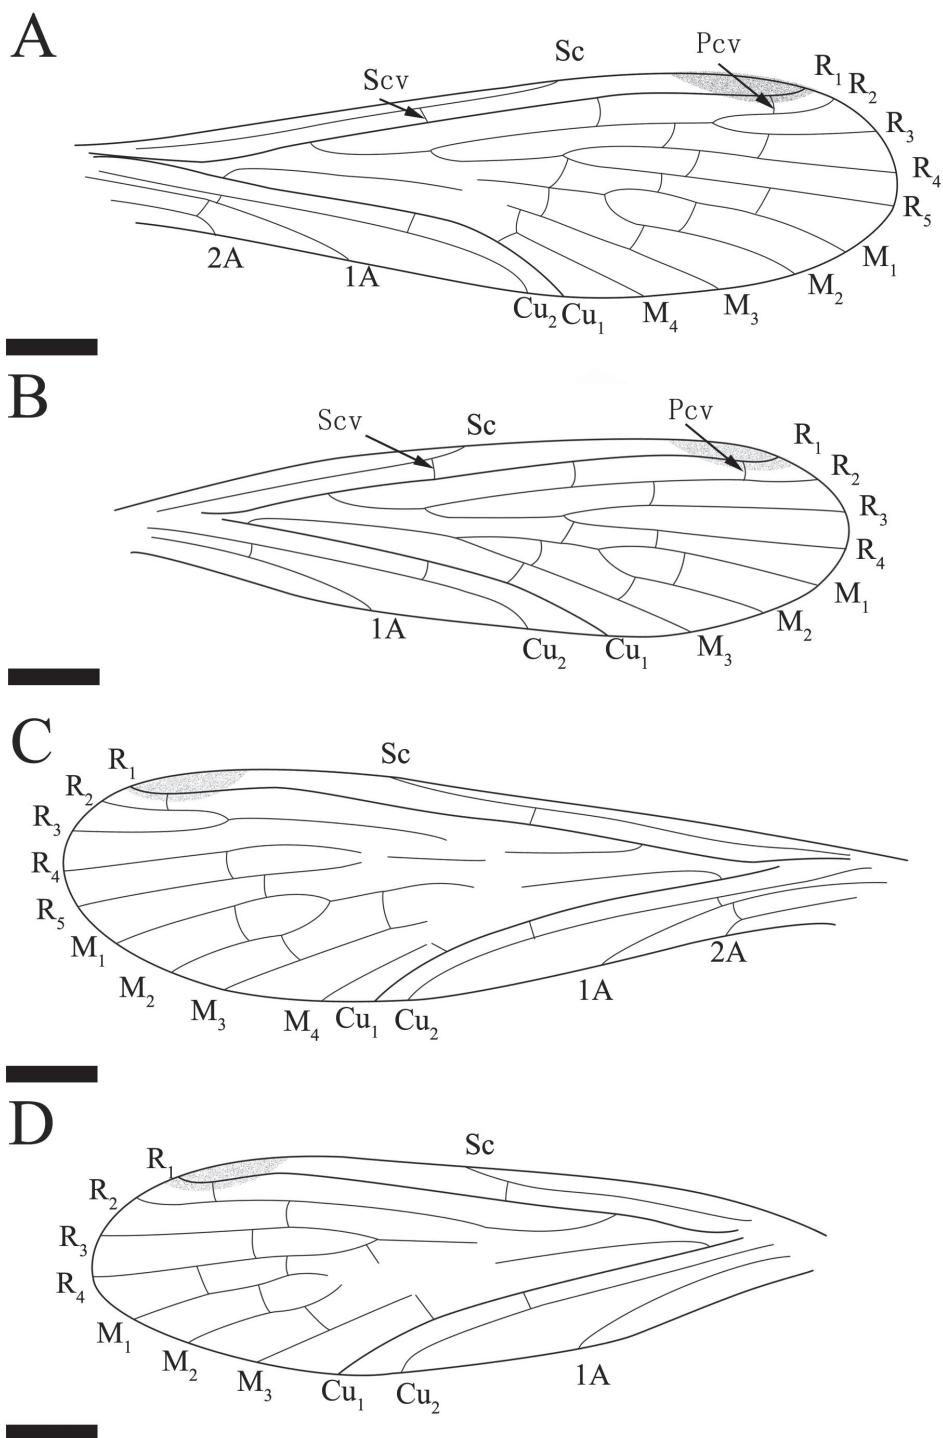 A
Scv Sc Pcv R₁ R₂
R₃
R₄
R₅
M₁
2A 1A M₂
Cu₂ Cu₁ M₄ M₃
B
Scv Sc Pcv R₁
R₂
R₃
R₄
M₁
1A M₂
Cu₂ Cu₁ M₃
C
R₁ Sc
R₂
R₃
R₄
R₅
M₁
M₂ 2A
M₃ 1A
M₄ Cu₁ Cu₂
D
R₁ Sc
R₂
R₃
R₄
M₁
M₂
M₃ 1A
Cu₁ Cu₂